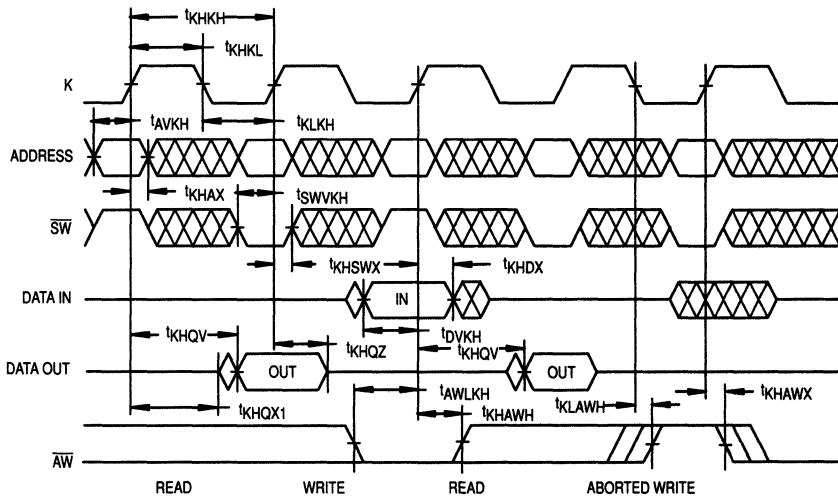 tKHKH
tKHKL
K
tAVKH
tKLKH
ADDRESS
tKHAX
tSWVKH
SW
tKHSWX
tKHDX
DATA IN
IN
tKHQV
tKHQZ
tDVKH
tKHQV
DATA OUT
OUT
OUT
tKHQX1
tAWLKH
tKHAWH
tKLAWH
tKHAWX
AW
READ WRITE READ ABORTED WRITE